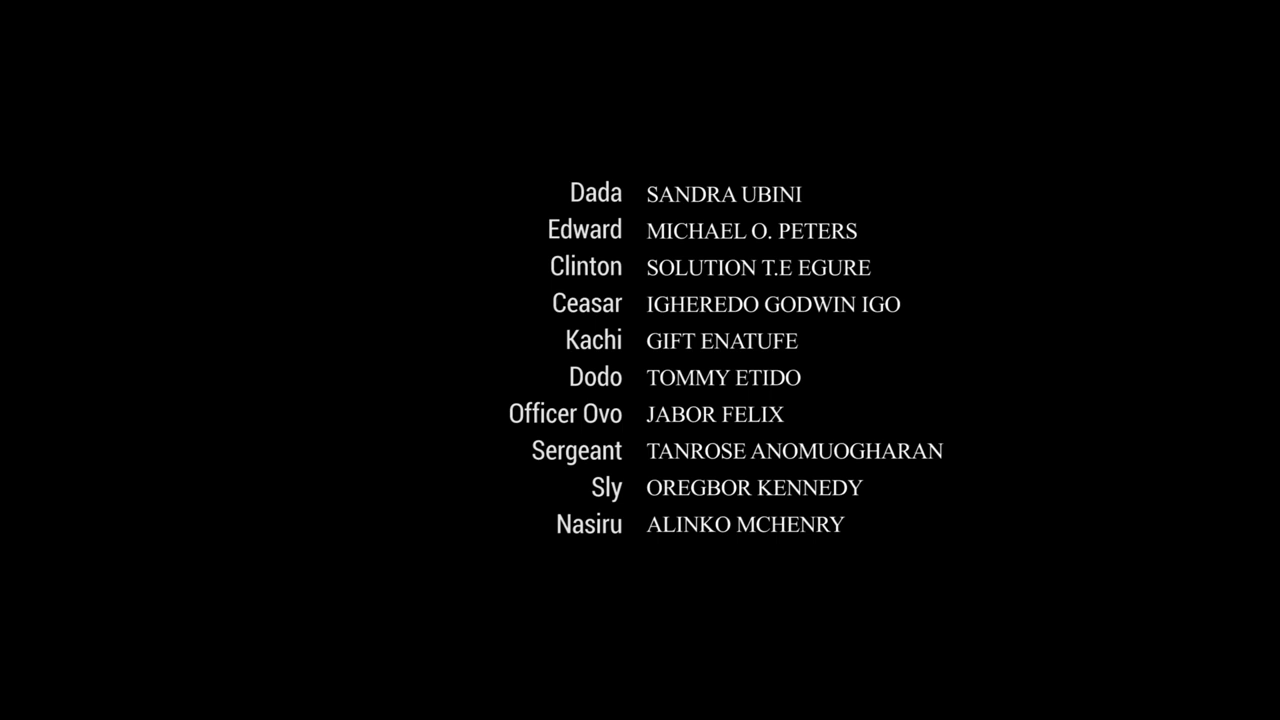 Dada SANDRA UBINI
Edward MICHAEL O. PETERS
Clinton SOLUTION T.E EGURE
Ceasar IGHEREDO GODWIN IGO
Kachi GIFT ENATUFE
Dodo TOMMY ETIDO
Officer Ovo JABOR FELIX
Sergeant TANROSE ANOMUOGHARAN
Sly OREGBOR KENNEDY
Nasiru ALINKO MCHENRY